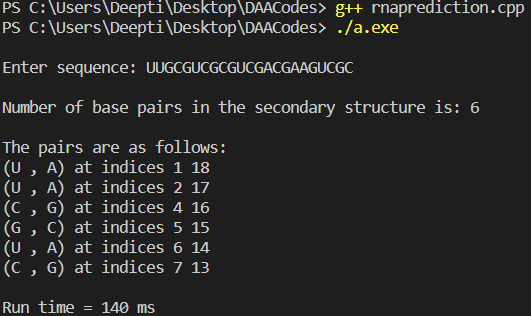 PS C:\Users\Deepti\Desktop\DAACodes> g++ rnaprediction.cpp
PS C:\Users\Deepti\Desktop\DAACodes> ./a.exe
Enter sequence: UUGCGUCGCGUCGACGAAGUCGC
Number of base pairs in the secondary structure is: 6
The pairs are as follows:
(U , A) at indices 1 18
(U , A) at indices 2 17
(C , G) at indices 4 16
(G , C) at indices 5 15
(U , A) at indices 6 14
(C , G) at indices 7 13
Run time = 140 ms